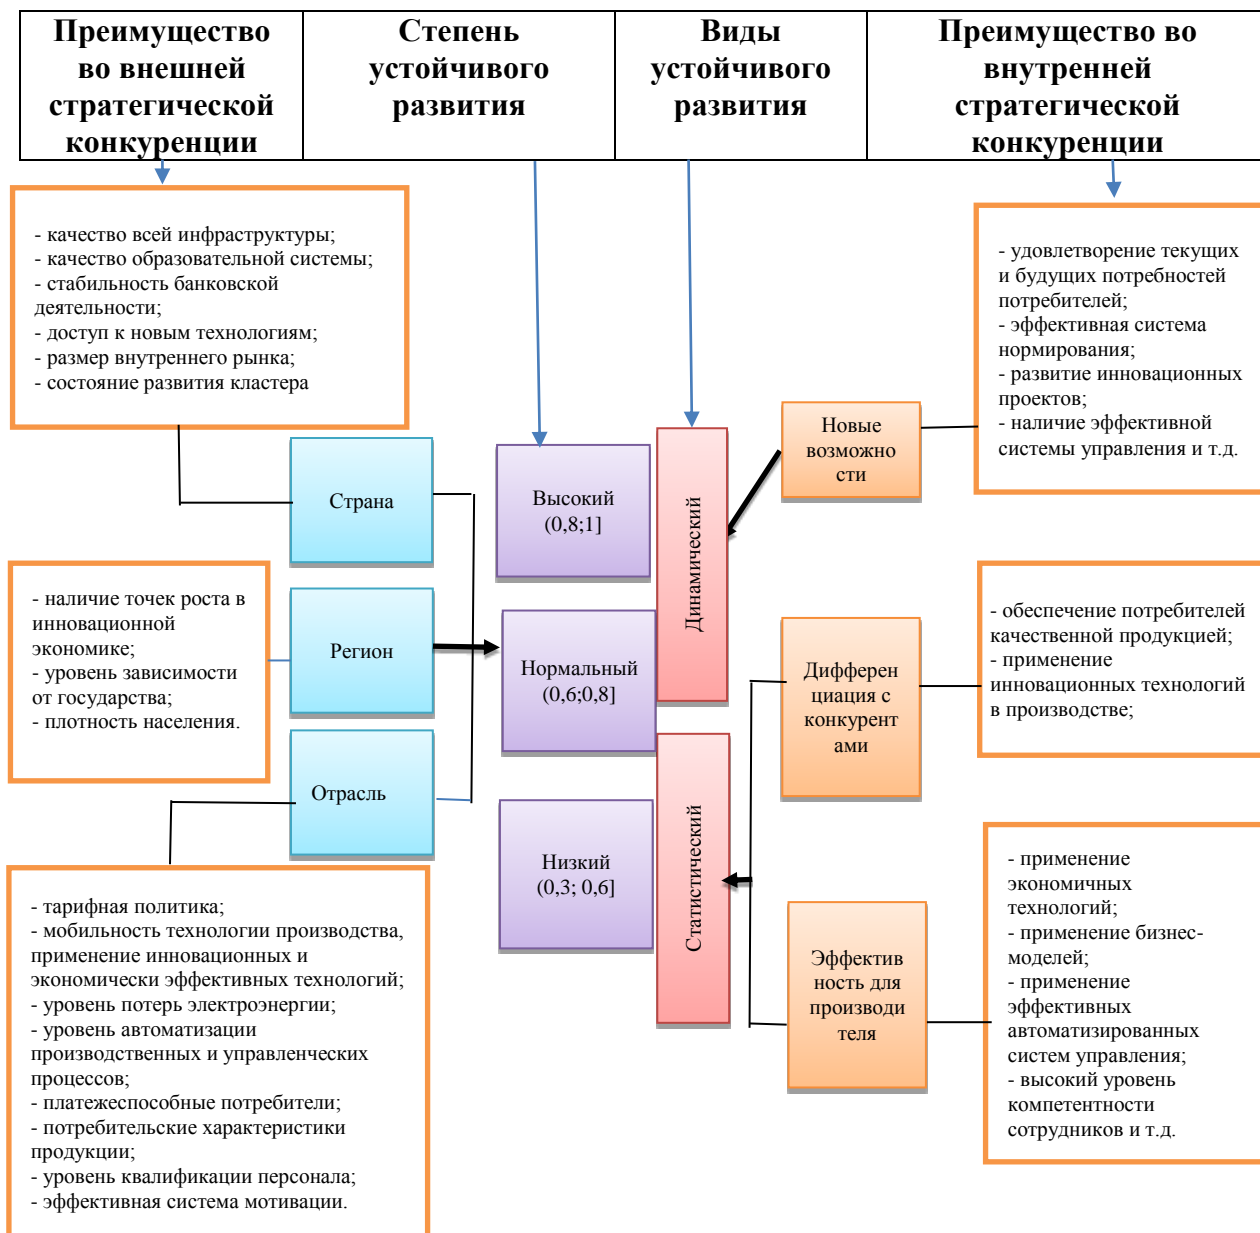 Преимущество
во внешней
стратегической
конкуренции
Степень
устойчивого
развития
Виды
устойчивого
развития
Преимущество во
внутренней
стратегической
конкуренции
- качество всей инфраструктуры;
- качество образовательной системы;
- стабильность банковской
деятельности;
- доступ к новым технологиям;
- размер внутреннего рынка;
- состояние развития кластера
Страна
- наличие точек роста в
инновационной
экономике;
- уровень зависимости
от государства;
- плотность населения.
Регион
Отрасль
- тарифная политика;
- мобильность технологии производства,
применение инновационных и
экономически эффективных технологий;
- уровень потерь электроэнергии;
- уровень автоматизации
производственных и управленческих
процессов;
- платежеспособные потребители;
- потребительские характеристики
продукции;
- уровень квалификации персонала;
- эффективная система мотивации.
Высокий
(0,8;1]
Нормальный
(0,6;0,8]
Низкий
(0,3; 0,6]
Динамический
Статистический
Новые
возможно
сти
Дифферен
циация с
конкурент
ами
Эффектив
ность для
производи
теля
- удовлетворение текущих
и будущих потребностей
потребителей;
- эффективная система
нормирования;
- развитие инновационных
проектов;
- наличие эффективной
системы управления и т.д.
- обеспечение потребителей
качественной продукцией;
- применение
инновационных технологий
в производстве;
- применение
экономичных
технологий;
- применение бизнес-
моделей;
- применение
эффективных
автоматизированных
систем управления;
- высокий уровень
компетентности
сотрудников и т.д.